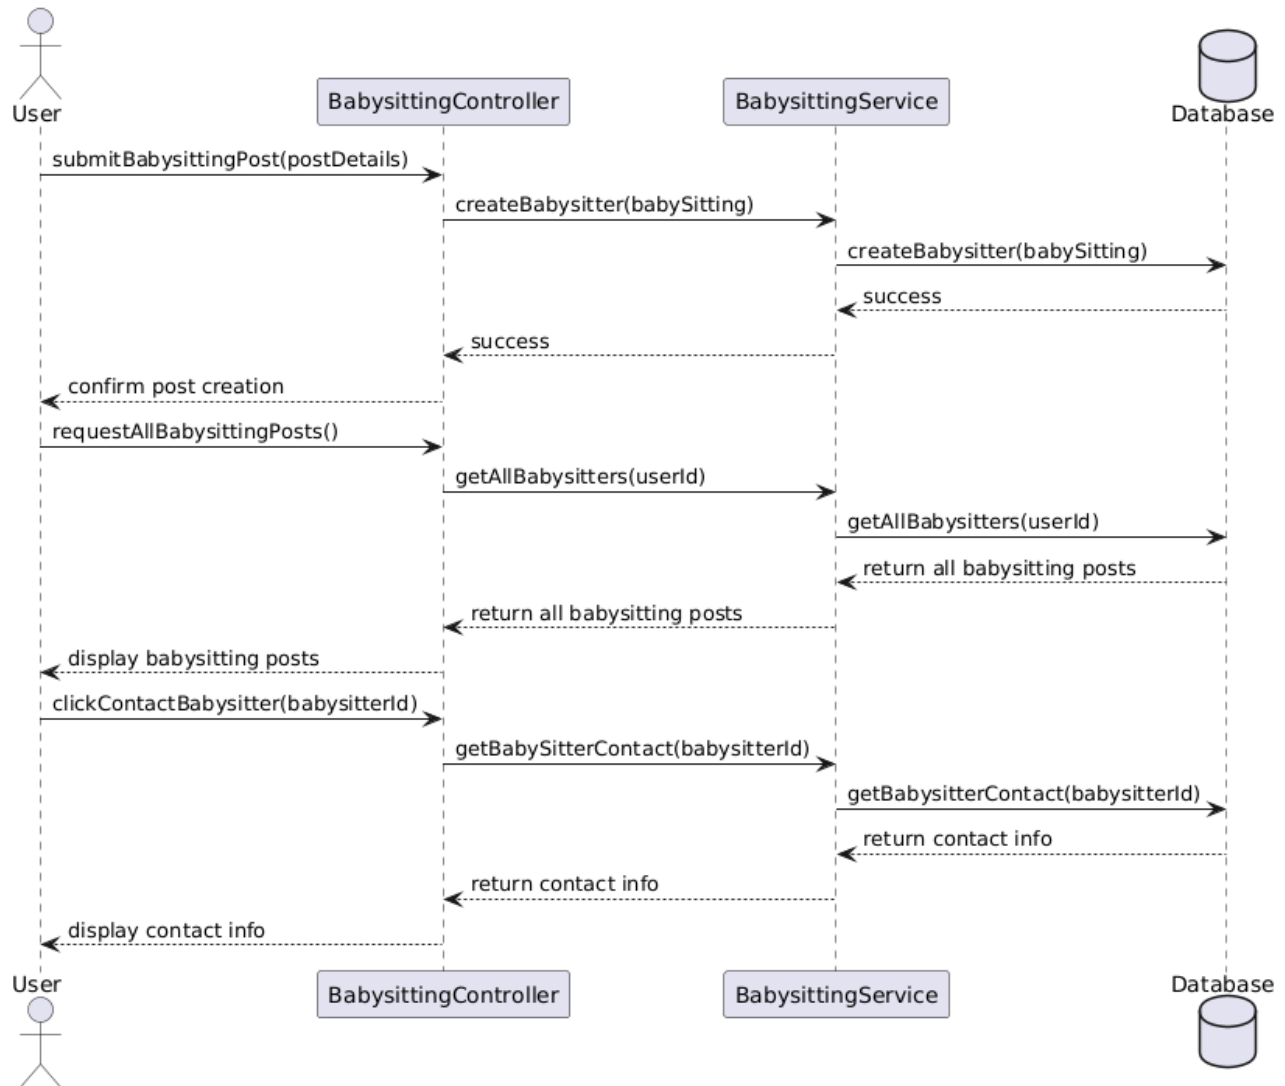 User
BabysittingController
BabysittingService
Database
submitBabysittingPost(postDetails)
createBabysitter(babySitting)
createBabysitter(babySitting)
success
success
confirm post creation
requestAllBabysittingPosts()
getAllBabysitters(userId)
getAllBabysitters(userId)
return all babysitting posts
return all babysitting posts
display babysitting posts
clickContactBabysitter(babysitterId)
getBabySitterContact(babysitterId)
getBabysitterContact(babysitterId)
return contact info
return contact info
display contact info
User
BabysittingController
BabysittingService
Database